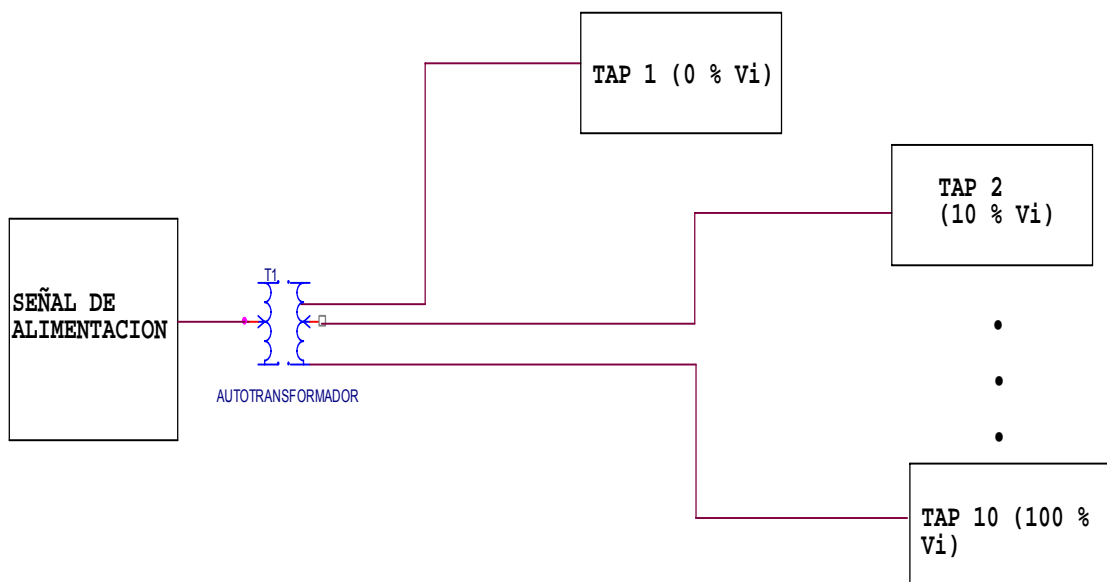 TAP 1 (0 % Vi)
TAP 2
(10 % Vi)
SEÑAL DE
ALIMENTACION
T1
AUTOTRANSFORMADOR
TAP 10 (100 %
Vi)